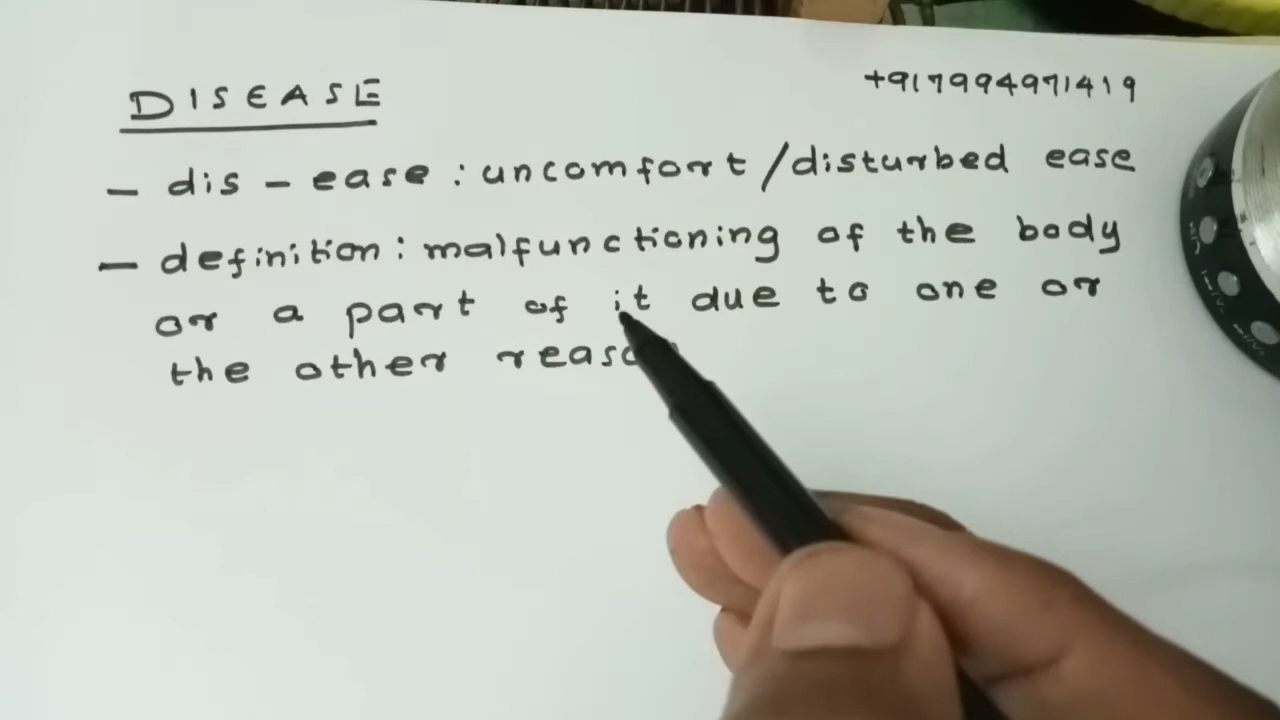 DISEASE
+917994971419
- dis - ease : uncomfort / disturbed ease
- definition : malfunctioning of the body
or a part of it due to one or
the other reason